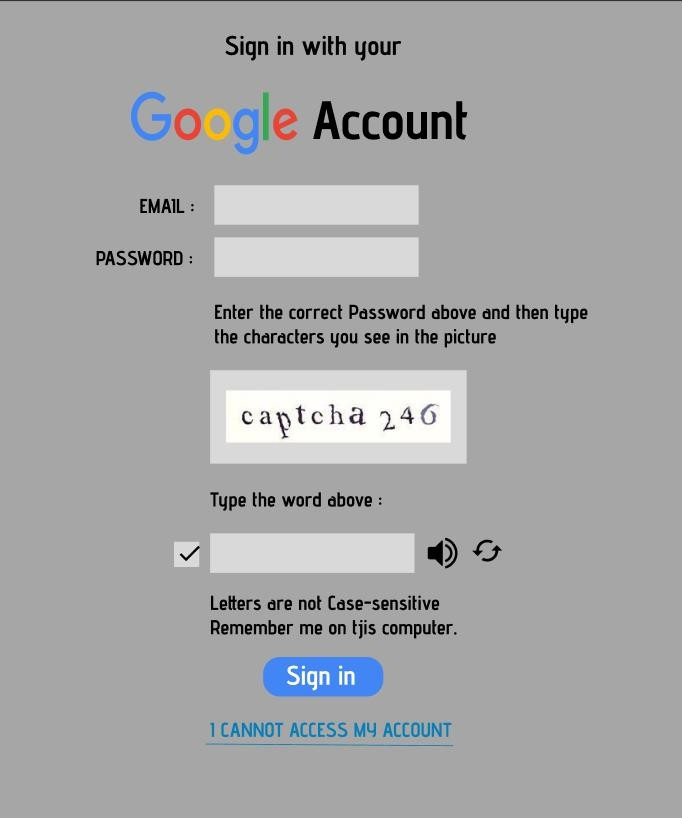 Sign in with your
Google Account
EMAIL :
PASSWORD :
Enter the correct Password above and then type
the characters you see in the picture
captcha 246
Type the word above :
Letters are not Case-sensitive
Remember me on tjis computer.
Sign in
I CANNOT ACCESS MY ACCOUNT